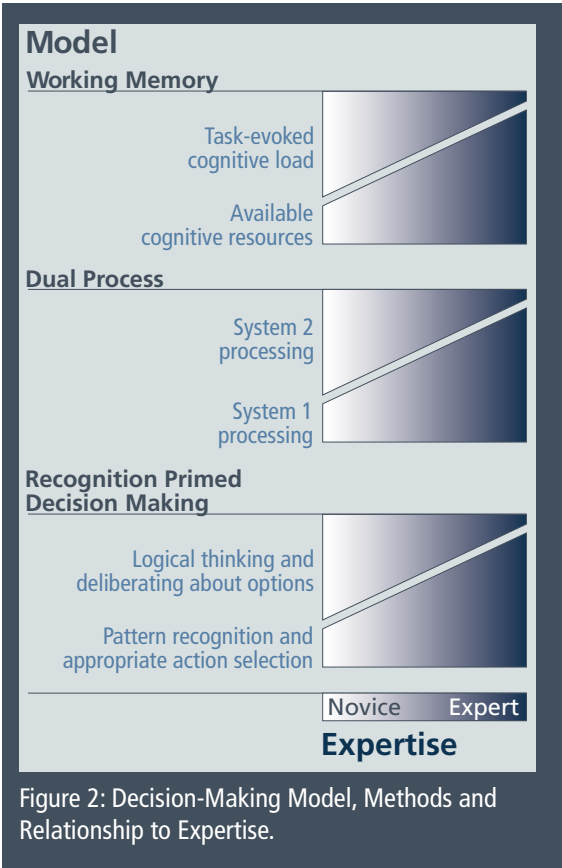 Model
Working Memory
Task-evoked
cognitive load
Available
cognitive resources
Dual Process
System 2
processing
System 1
processing
Recognition Primed
Decision Making
Logical thinking and
deliberating about options
Pattern recognition and
appropriate action selection
Novice Expert
Expertise
Figure 2: Decision-Making Model, Methods and
Relationship to Expertise.